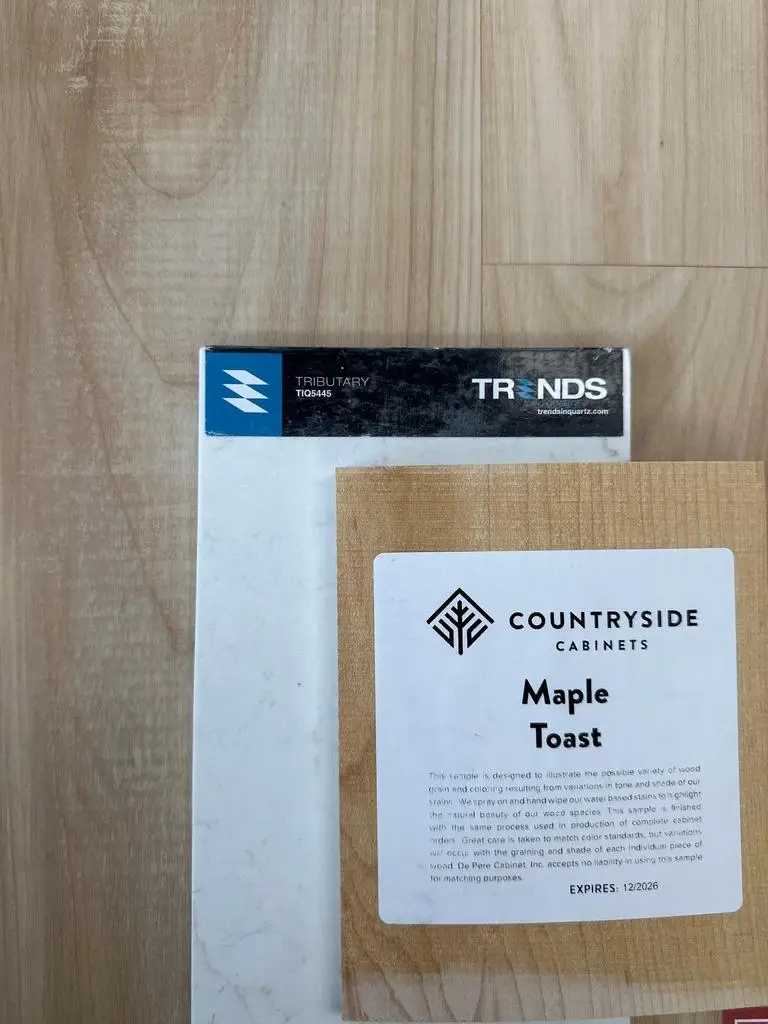 TRIBUTARY
TIQ5445
TRENDS
QUARTZ
trendsinquartz.com
COUNTRYSIDE
CABINETS
Maple
Toast
This sample is designed to illustrate the possible variety of wood
grain and coloring resulting from variations in tone and shade of our
stains. We spray on and hand wipe our water based stains to highlight
the natural beauty of our wood species. This sample is finished
with the same process used in production of complete cabinet
orders. Great care is taken to match color standards, but variations
will occur with the graining and shade of each individual piece of
wood. De Pere Cabinet, Inc. accepts no liability in using this sample
for matching purposes.
EXPIRES: 12/2026